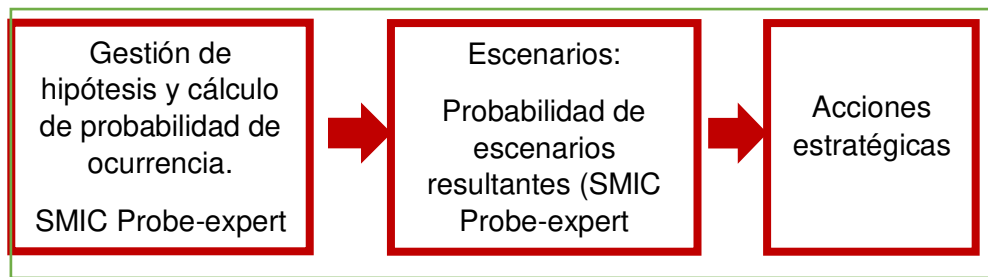 Gestión de
hipótesis y cálculo
de probabilidad de
ocurrencia.
SMIC Probe-expert
Escenarios:
Probabilidad de
escenarios
resultantes (SMIC
Probe-expert
Acciones
estratégicas